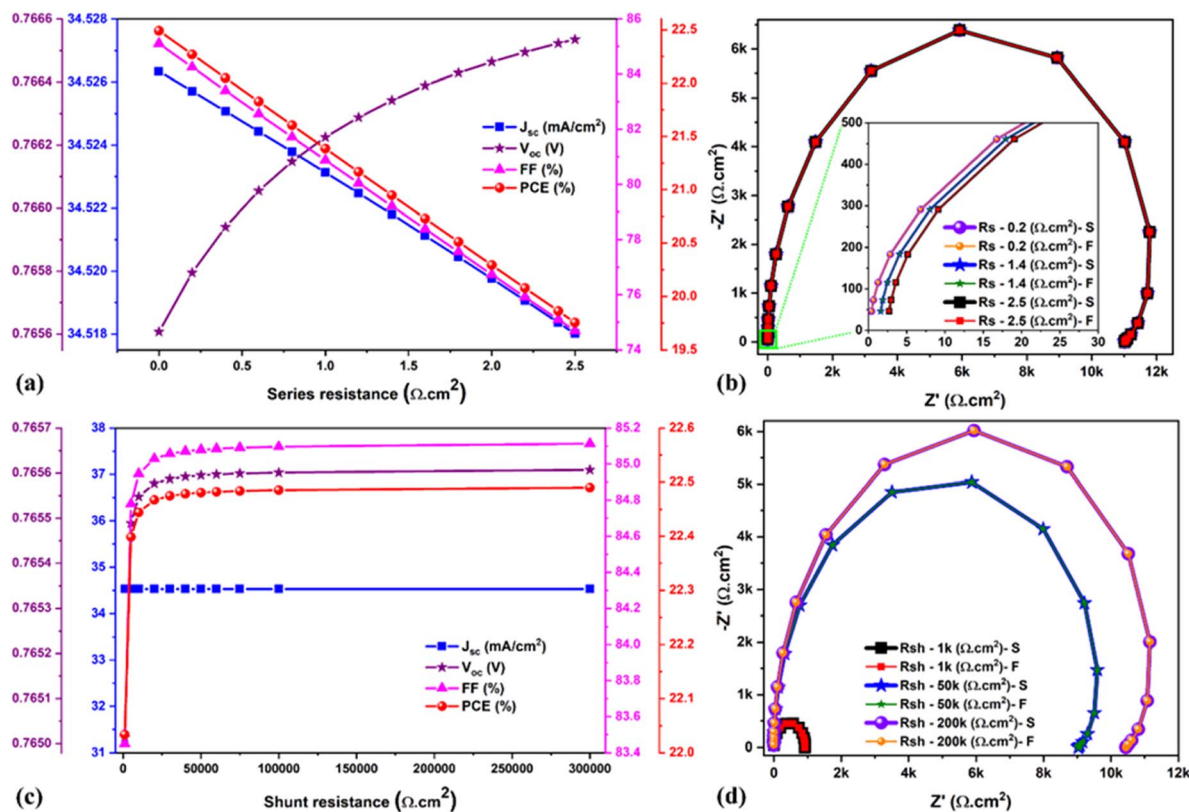 0.7666
0.7664
0.7662
0.7660
0.7658
0.7656
34.528
34.526
34.524
34.522
34.520
34.518
86
84
82
80
78
76
74
22.5
22.0
21.5
21.0
20.5
20.0
19.5
Jsc (mA/cm²)
Voc (V)
FF (%)
PCE (%)
0.0 0.5 1.0 1.5 2.0 2.5
Series resistance (Ω.cm²)
(a)
6k
5k
4k
3k
2k
1k
0
-Z' (Ω.cm²)
500
400
300
200
100
0
0 5 10 15 20 25 30
Rs - 0.2 (Ω.cm²)- S
Rs - 0.2 (Ω.cm²)- F
Rs - 1.4 (Ω.cm²)- S
Rs - 1.4 (Ω.cm²)- F
Rs - 2.5 (Ω.cm²)- S
Rs - 2.5 (Ω.cm²)- F
0 2k 4k 6k 8k 10k 12k
Z' (Ω.cm²)
(b)
0.7657
0.7656
0.7655
0.7654
0.7653
0.7652
0.7651
0.7650
38
37
36
35
34
33
32
31
85.2
85.0
84.8
84.6
84.4
84.2
84.0
83.8
83.6
83.4
22.6
22.5
22.4
22.3
22.2
22.1
22.0
Jsc (mA/cm²)
Voc (V)
FF (%)
PCE (%)
0 50000 100000 150000 200000 250000 300000
Shunt resistance (Ω.cm²)
(c)
6k
5k
4k
3k
2k
1k
0
-Z' (Ω.cm²)
Rsh - 1k (Ω.cm²)- S
Rsh - 1k (Ω.cm²)- F
Rsh - 50k (Ω.cm²)- S
Rsh - 50k (Ω.cm²)- F
Rsh - 200k (Ω.cm²)- S
Rsh - 200k (Ω.cm²)- F
0 2k 4k 6k 8k 10k 12k
Z' (Ω.cm²)
(d)